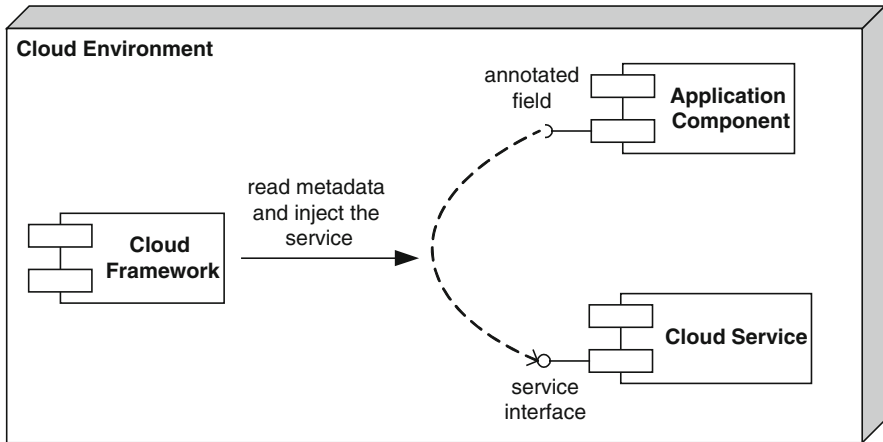 Cloud Environment
annotated
field
Application
Component
read metadata
and inject the
service
Cloud
Framework
Cloud Service
service
interface